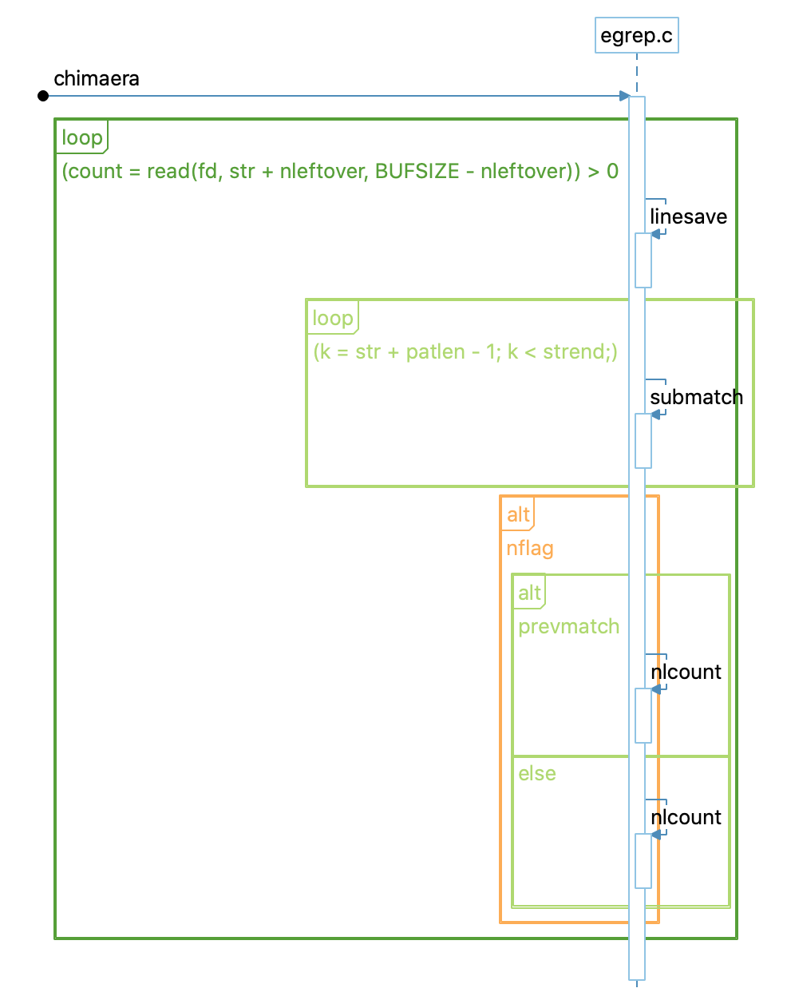 egrep.c
chimaera
loop
(count = read(fd, str + nleftover, BUFSIZE - nleftover)) > 0
linesave
loop
(k = str + patlen - 1; k < strend;)
submatch
alt
nflag
alt
prevmatch
nlcount
else
nlcount